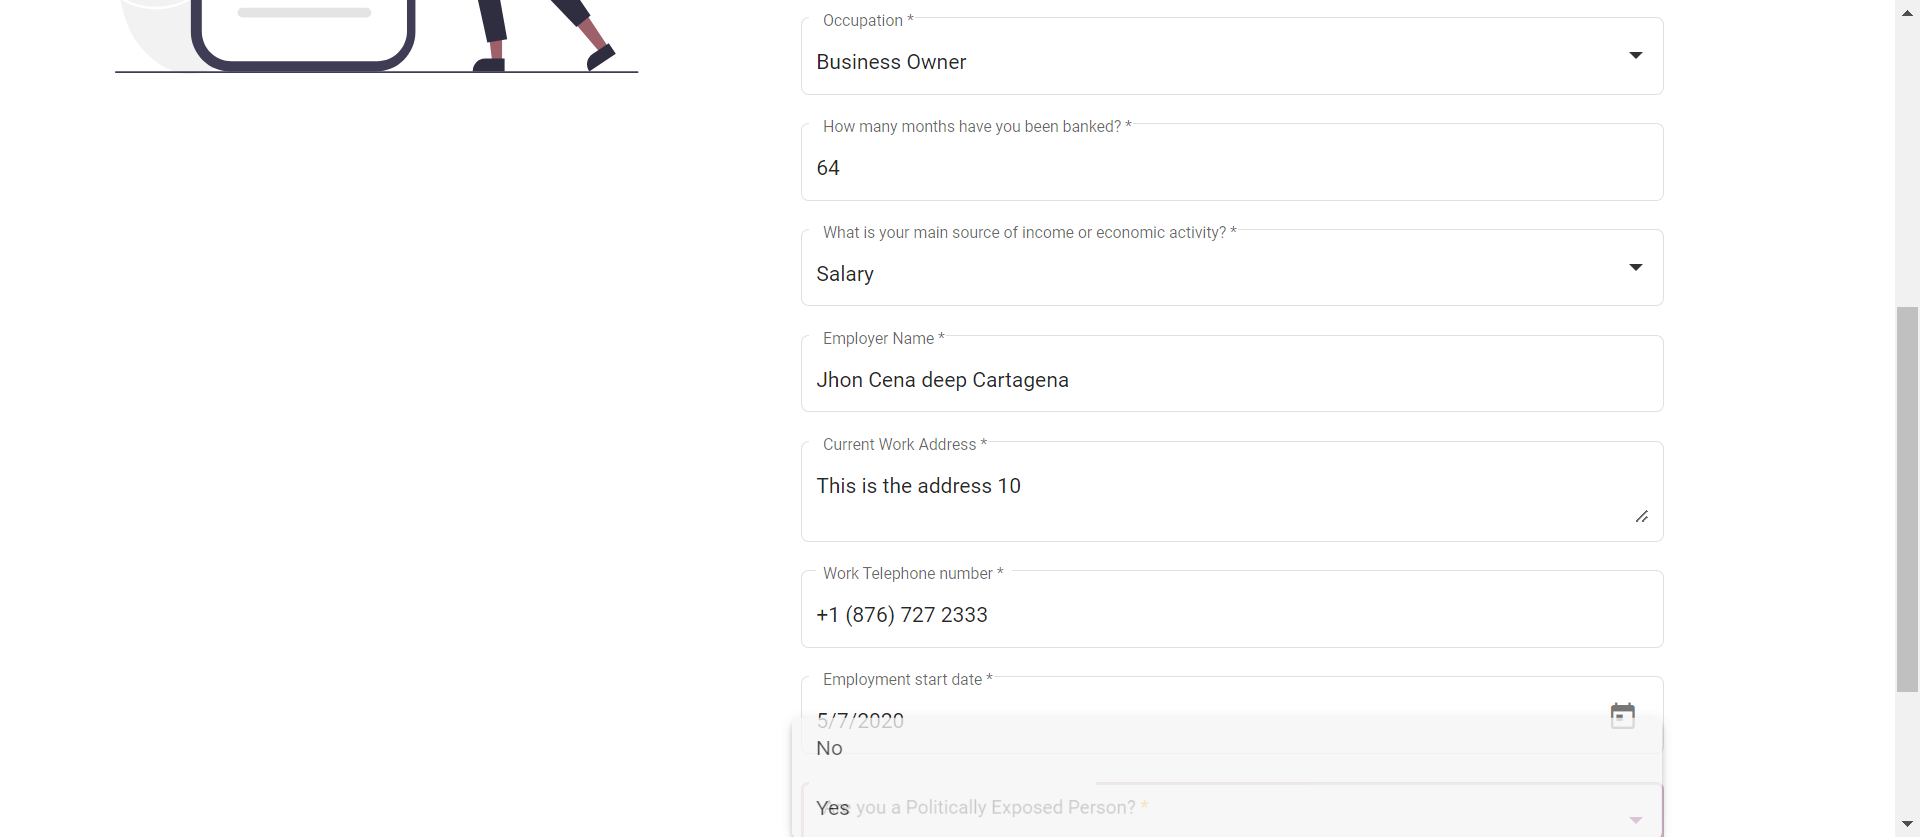 Occupation *
Business Owner
How many months have you been banked? *
64
What is your main source of income or economic activity? *
Salary
Employer Name *
Jhon Cena deep Cartagena
Current Work Address *
This is the address 10
Work Telephone number *
+1 (876) 727 2333
Employment start date *
5/7/2020
No
Yes
Are you a Politically Exposed Person? *